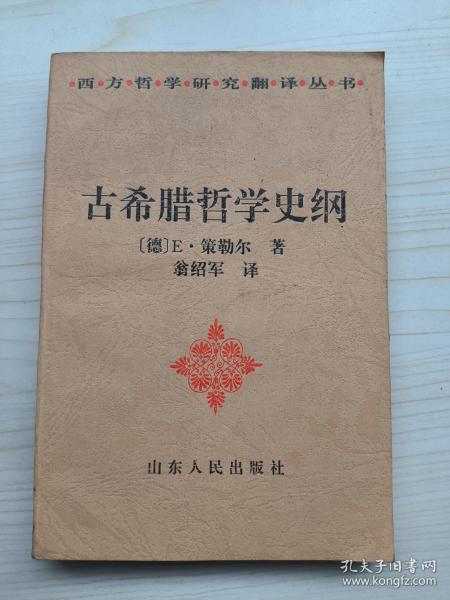 ·西·方·哲·学·研·究·翻·译·丛·书·
古希腊哲学史纲
〔德〕E·策勒尔 著
翁绍军 译
山东人民出版社
孔夫子旧书网
www.kongfz.com